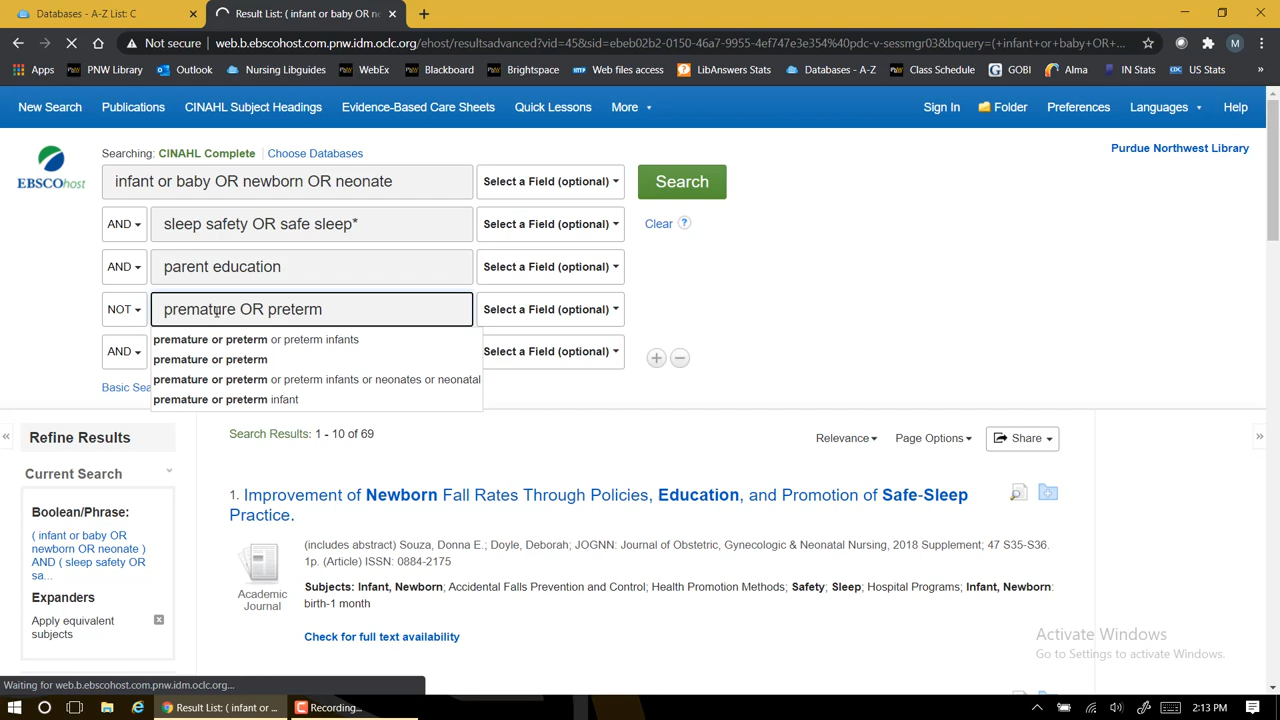 Databases - A-Z List: C
Result List: ( infant or baby OR ne
Not secure | web.b.ebscohost.com.pnw.idm.oclc.org/ehost/resultsadvanced?vid=45&sid=ebeb02b2-0150-46a7-9955-4ef747e3e354%40pdc-v-sessmgr03&bquery=(+infant+or+baby+OR+...
Apps PNW Library Outlook Nursing Libguides WebEx Blackboard Brightspace Web files access LibAnswers Stats Databases - A-Z Class Schedule GOBI Alma IN Stats US Stats »
New Search Publications CINAHL Subject Headings Evidence-Based Care Sheets Quick Lessons More Sign In Folder Preferences Languages Help
Searching: CINAHL Complete | Choose Databases
Purdue Northwest Library
EBSCOhost
infant or baby OR newborn OR neonate Select a Field (optional) Search
AND sleep safety OR safe sleep* Select a Field (optional) Clear ?
AND parent education Select a Field (optional)
NOT premature OR preterm Select a Field (optional)
premature or preterm or preterm infants
AND Select a Field (optional)
premature or preterm
premature or preterm or preterm infants or neonates or neonatal
Basic Sea
premature or preterm infant
« Refine Results
Search Results: 1 - 10 of 69
Relevance Page Options Share
»
Current Search
Boolean/Phrase:
( infant or baby OR
newborn OR neonate )
AND ( sleep safety OR
sa...
Expanders
Apply equivalent
subjects
1. Improvement of Newborn Fall Rates Through Policies, Education, and Promotion of Safe-Sleep
Practice.
(includes abstract) Souza, Donna E.; Doyle, Deborah; JOGNN: Journal of Obstetric, Gynecologic & Neonatal Nursing, 2018 Supplement; 47 S35-S36.
1p. (Article) ISSN: 0884-2175
Academic
Journal
Subjects: Infant, Newborn; Accidental Falls Prevention and Control; Health Promotion Methods; Safety; Sleep; Hospital Programs; Infant, Newborn:
birth-1 month
Check for full text availability
Activate Windows
Go to Settings to activate Windows.
Waiting for web.b.ebscohost.com.pnw.idm.oclc.org...
Result List: ( infant or ...
Recording...
2:13 PM